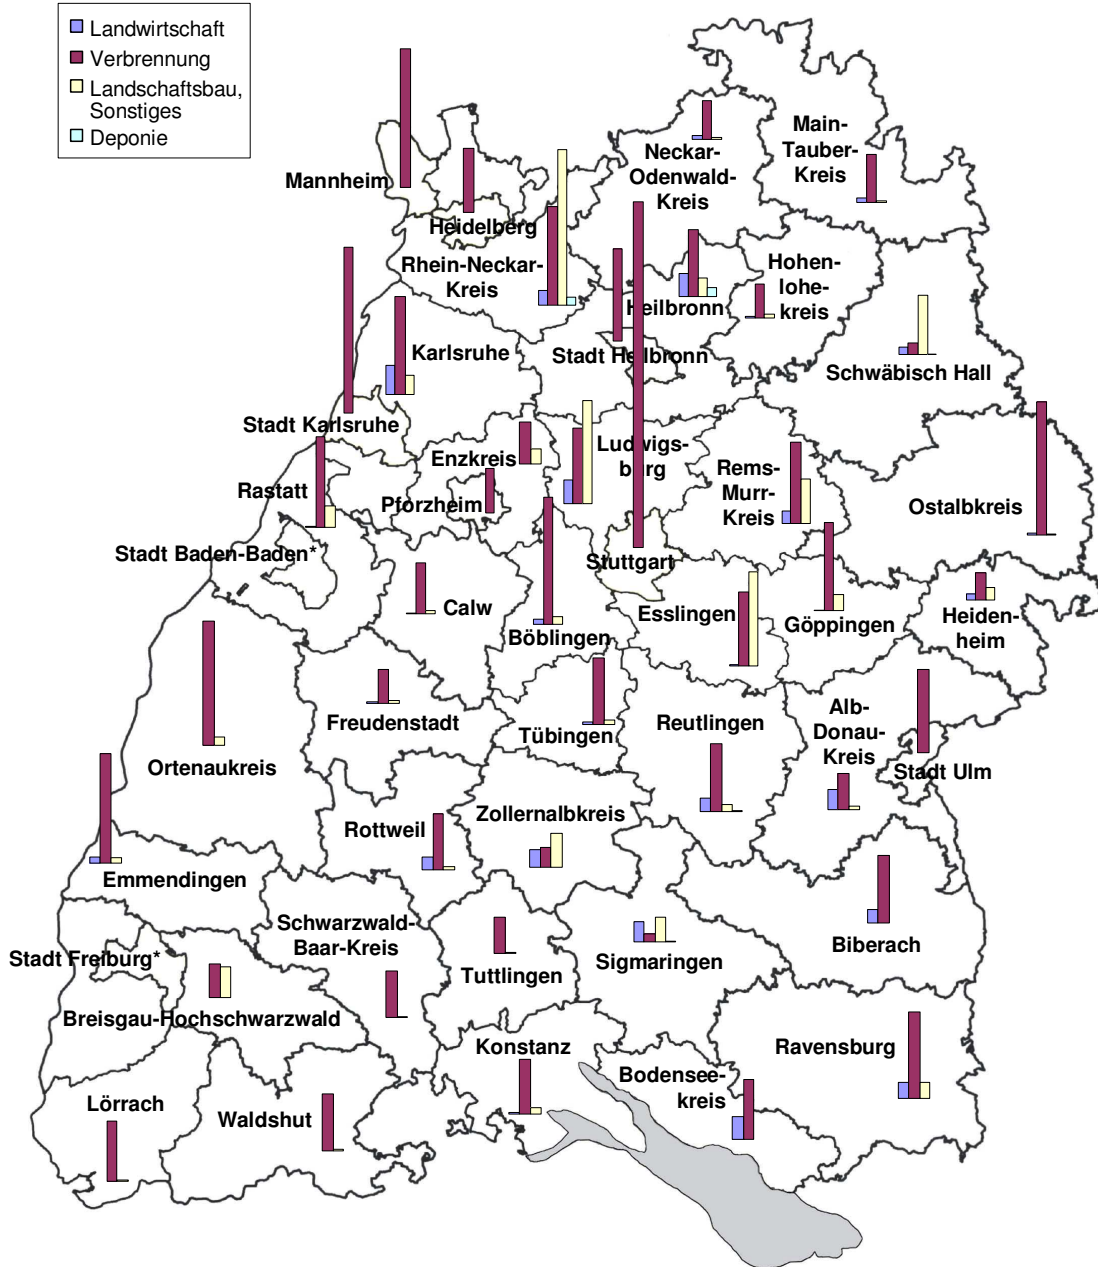 Landwirtschaft
Verbrennung
Landschaftsbau,
Sonstiges
Deponie
Mannheim
Heidelberg
Rhein-Neckar-
Kreis
Neckar-
Odenwald-
Kreis
Main-
Tauber-
Kreis
Hohen-
lohe-
kreis
Heilbronn
Stadt Heilbronn
Schwäbisch Hall
Karlsruhe
Stadt Karlsruhe
Enzkreis
Pforzheim
Ludwigs-
burg
Rems-
Murr-
Kreis
Ostalbkreis
Rastatt
Stadt Baden-Baden*
Calw
Böblingen
Stuttgart
Esslingen
Göppingen
Heiden-
heim
Freudenstadt
Tübingen
Reutlingen
Alb-
Donau-
Kreis
Stadt Ulm
Ortenaukreis
Rottweil
Zollernalbkreis
Emmendingen
Schwarzwald-
Baar-Kreis
Tuttlingen
Sigmaringen
Biberach
Stadt Freiburg*
Breisgau-Hochschwarzwald
Konstanz
Bodensee-
kreis
Ravensburg
Lörrach
Waldshut